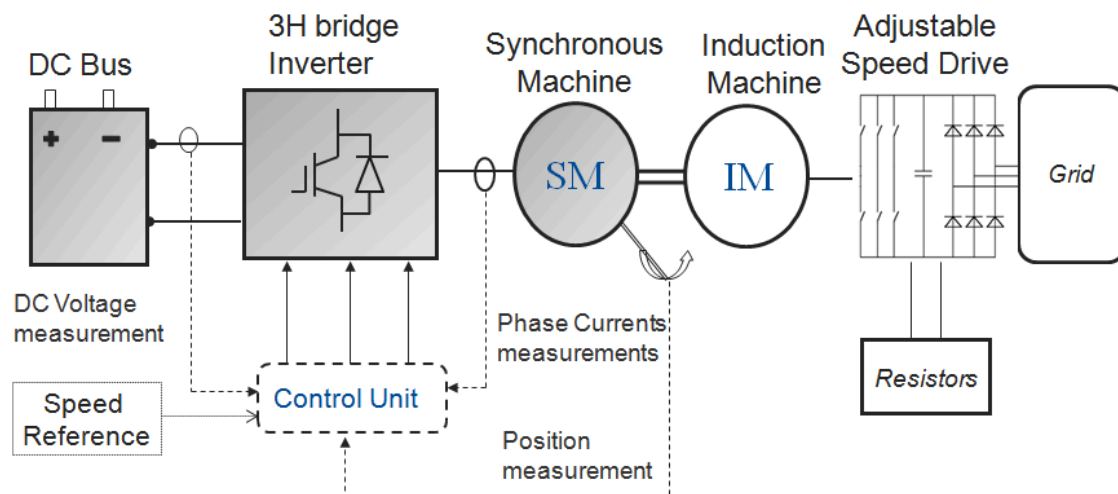 DC Bus
+ −
3H bridge
Inverter
Synchronous
Machine
SM
Induction
Machine
IM
Adjustable
Speed Drive
Grid
DC Voltage
measurement
Phase Currents
measurements
Control Unit
Speed
Reference
Position
measurement
Resistors